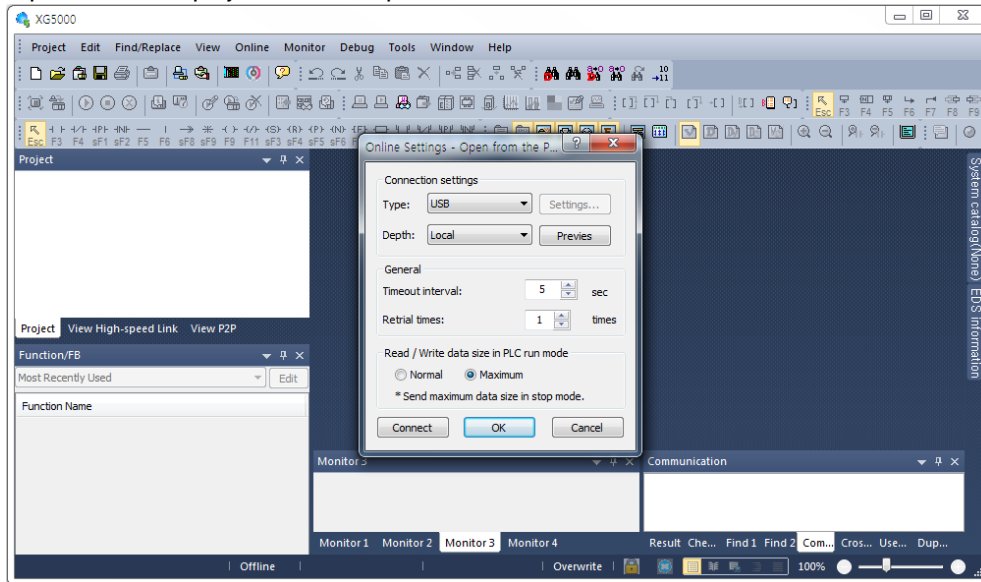 XG5000
Project Edit Find/Replace View Online Monitor Debug Tools Window Help
Esc F3 F4 F5 F6 F7 F8 F9
Esc F3 F4 sF1 sF2 F5 F6 sF8 sF9 F9 F11 sF3 sF4 sF5 sF6
Project
Project View High-speed Link View P2P
Function/FB
Most Recently Used Edit
Function Name
Online Settings - Open from the P...
Connection settings
Type: USB Settings...
Depth: Local Previes
General
Timeout interval: 5 sec
Retrial times: 1 times
Read / Write data size in PLC run mode
Normal Maximum
* Send maximum data size in stop mode.
Connect OK Cancel
System catalog(None) EDS information
Monitor 3
Monitor 1 Monitor 2 Monitor 3 Monitor 4
Communication
Result Che... Find 1 Find 2 Com... Cros... Use... Dup...
Offline Overwrite 100%